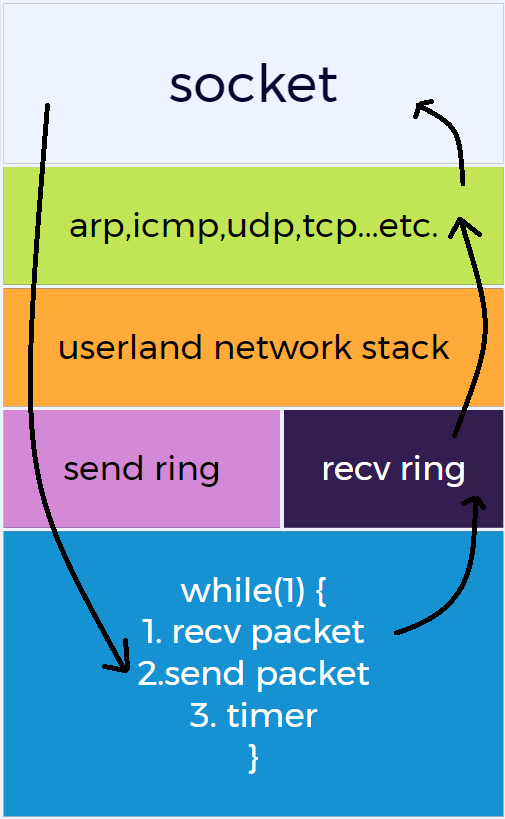 socket
arp,icmp,udp,tcp...etc.
userland network stack
send ring
recv ring
while(1) {
1. recv packet
2.send packet
3. timer
}